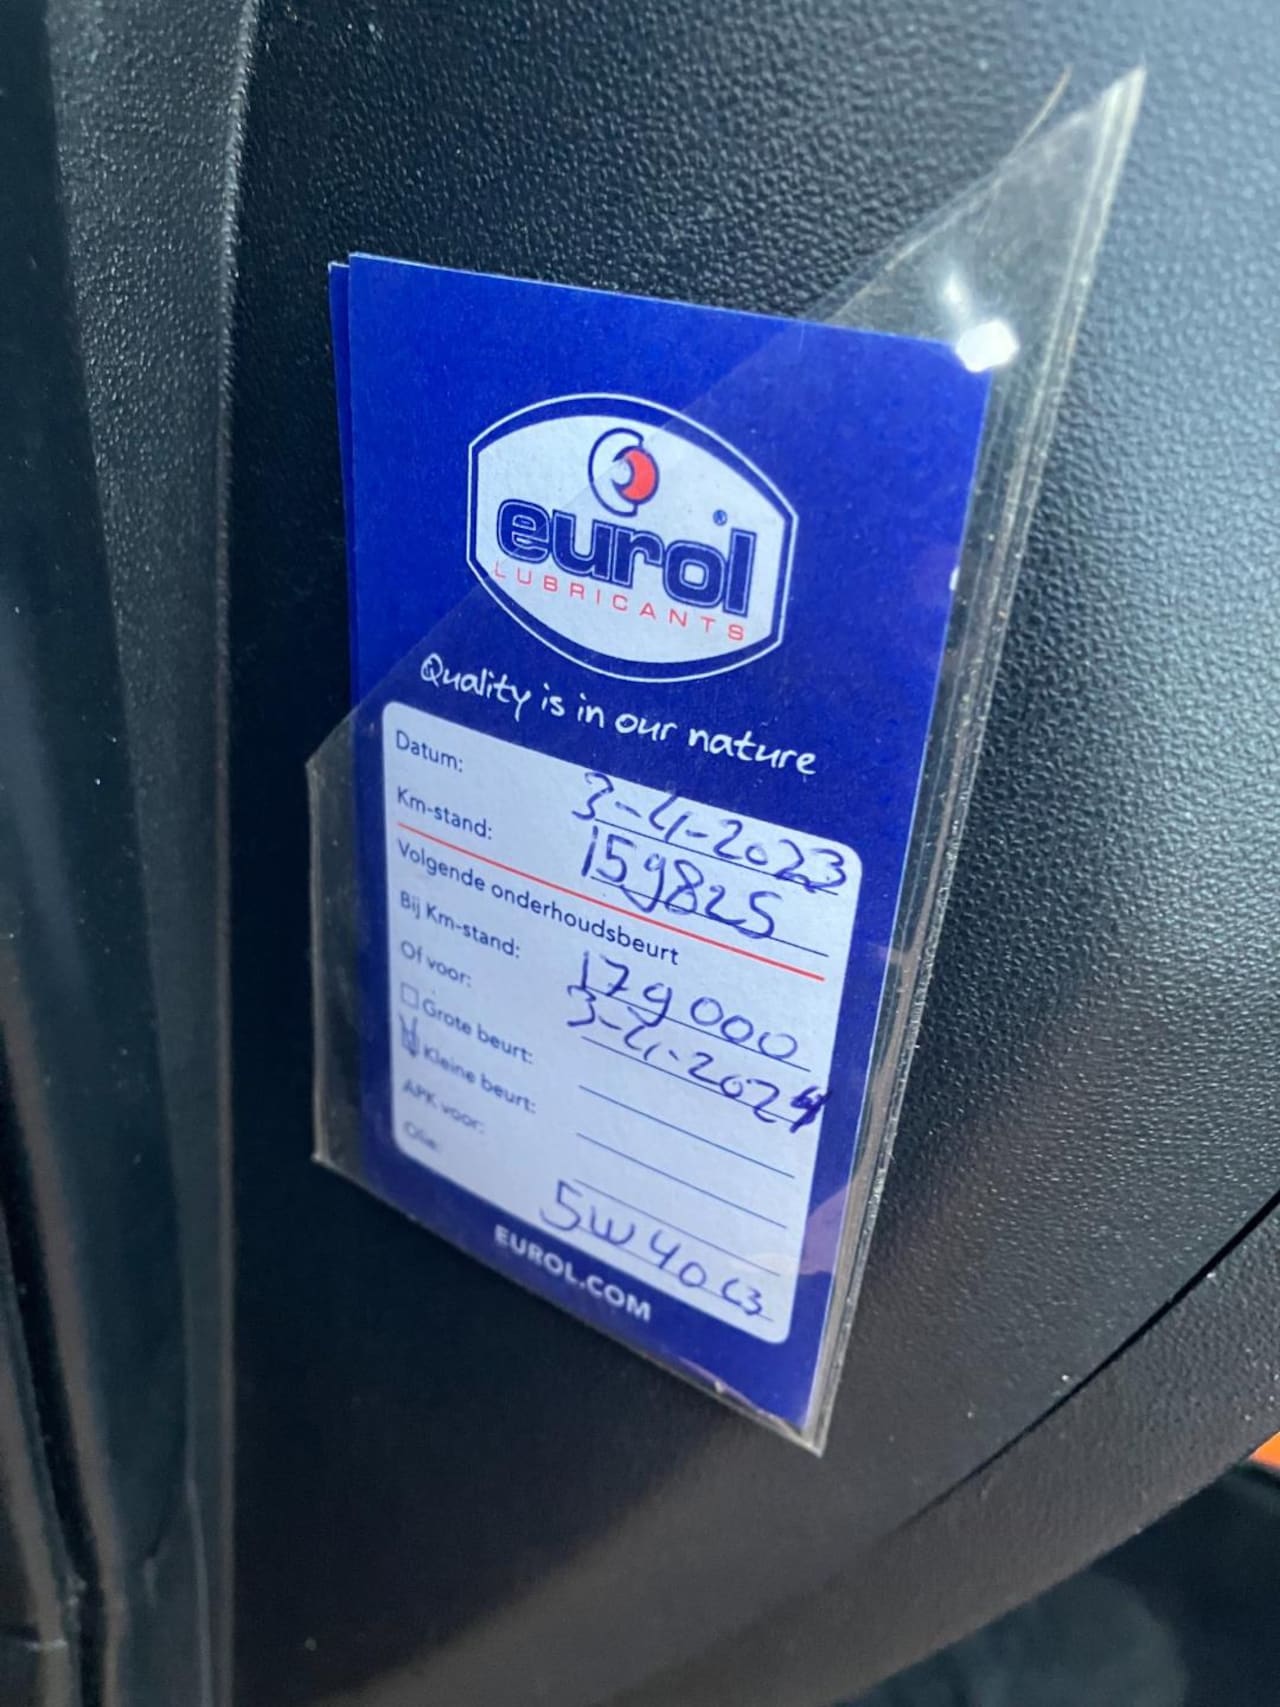 eurol®
LUBRICANTS
Quality is in our nature
Datum: 3-4-2023
Km-stand: 159825
Volgende onderhoudsbeurt
Bij Km-stand: 179000
Of voor: 3-4-2024
Grote beurt:
Kleine beurt:
APK voor:
Olie: 5W40 C3
EUROL.COM